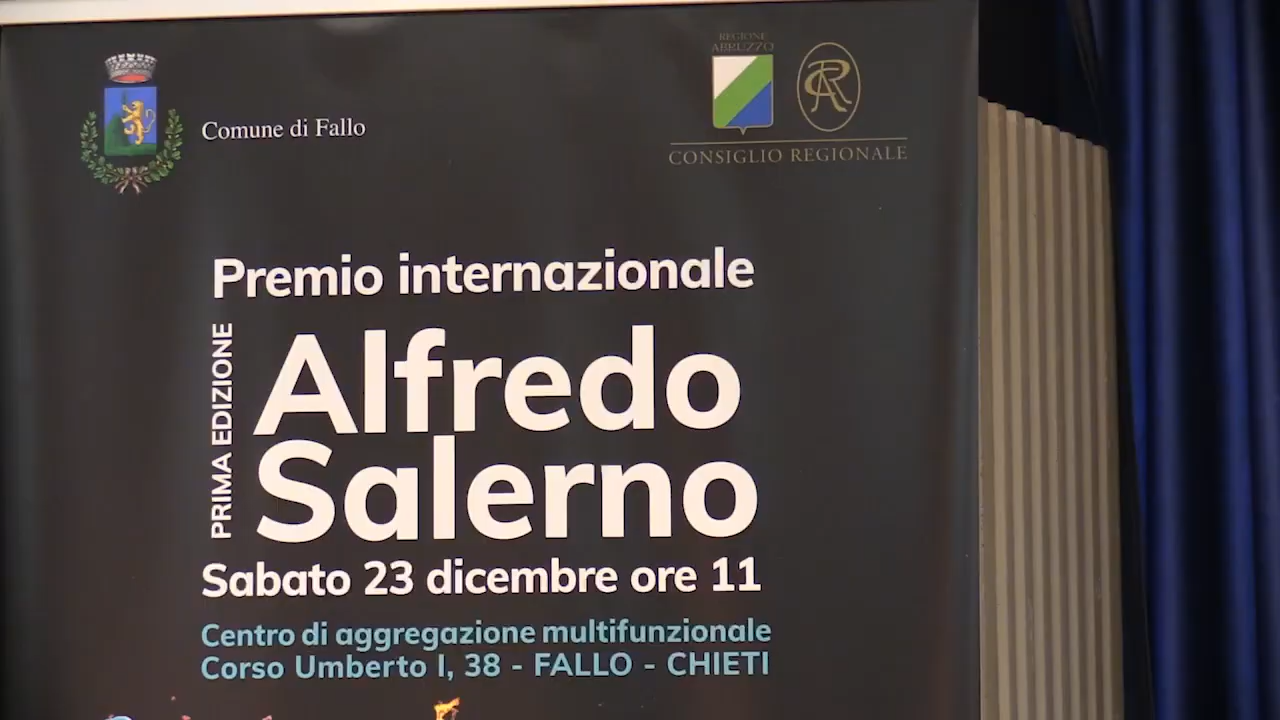 Comune di Fallo
REGIONE
ABRUZZO
CONSIGLIO REGIONALE
Premio internazionale
PRIMA EDIZIONE
Alfredo
Salerno
Sabato 23 dicembre ore 11
Centro di aggregazione multifunzionale
Corso Umberto I, 38 - FALLO - CHIETI